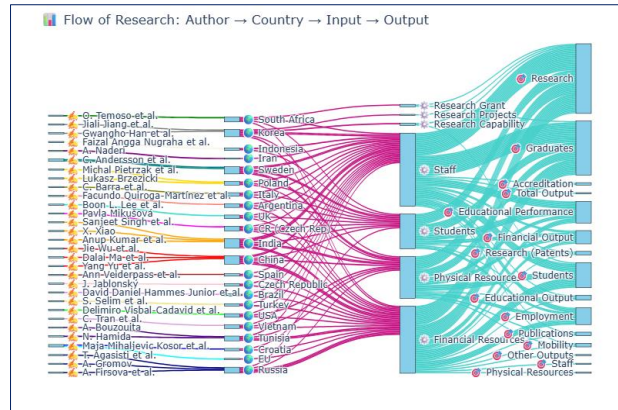 Flow of Research: Author → Country → Input → Output
O. Temoso et al.
Jiali Jiang et al.
Gwangho Han et al.
Faizal Angga Nugraha et al.
A. Naderi
C. Andersson et al.
Michal Pietrzak et al.
Lukasz Brzezicki
C. Barra et al.
Facundo Quiroga-Martínez et al.
Boon L. Lee et al.
Pavla Mikušová
Sanjeet Singh et al.
X. Xiao
Anup Kumar et al.
Jie Wu et al.
Dalai Ma et al.
Yang Yu et al.
Ann-Veiderpass et al.
J. Jablonský
David Daniel Hammes Junior et al.
S. Selim et al.
Delimiro Visbal-Cadavid et al.
C. Tran et al.
A. Bouzouita
N. Hamida
Maja Mihaljevic Kosor et al.
T. Agasisti et al.
A. Gromov
A. Firsova et al.
South Africa
Korea
Indonesia
Iran
Sweden
Poland
Italy
Argentina
UK
CR (Czech Rep)
India
China
Spain
Czech Republic
Brazil
Turkey
USA
Vietnam
Tunisia
Croatia
EU
Russia
Research Grant
Research Projects
Research Capability
Staff
Students
Physical Resources
Financial Resources
Research
Graduates
Accreditation
Total Output
Educational Performance
Financial Output
Research (Patents)
Students
Educational Output
Employment
Publications
Mobility
Other Outputs
Staff
Physical Resources